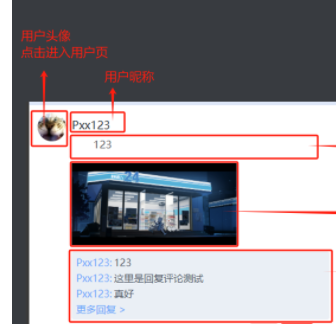 用户头像
点击进入用户页
用户昵称
Pxx123
123
24
Pxx123: 123
Pxx123: 这里是回复评论测试
Pxx123: 真好
更多回复 >